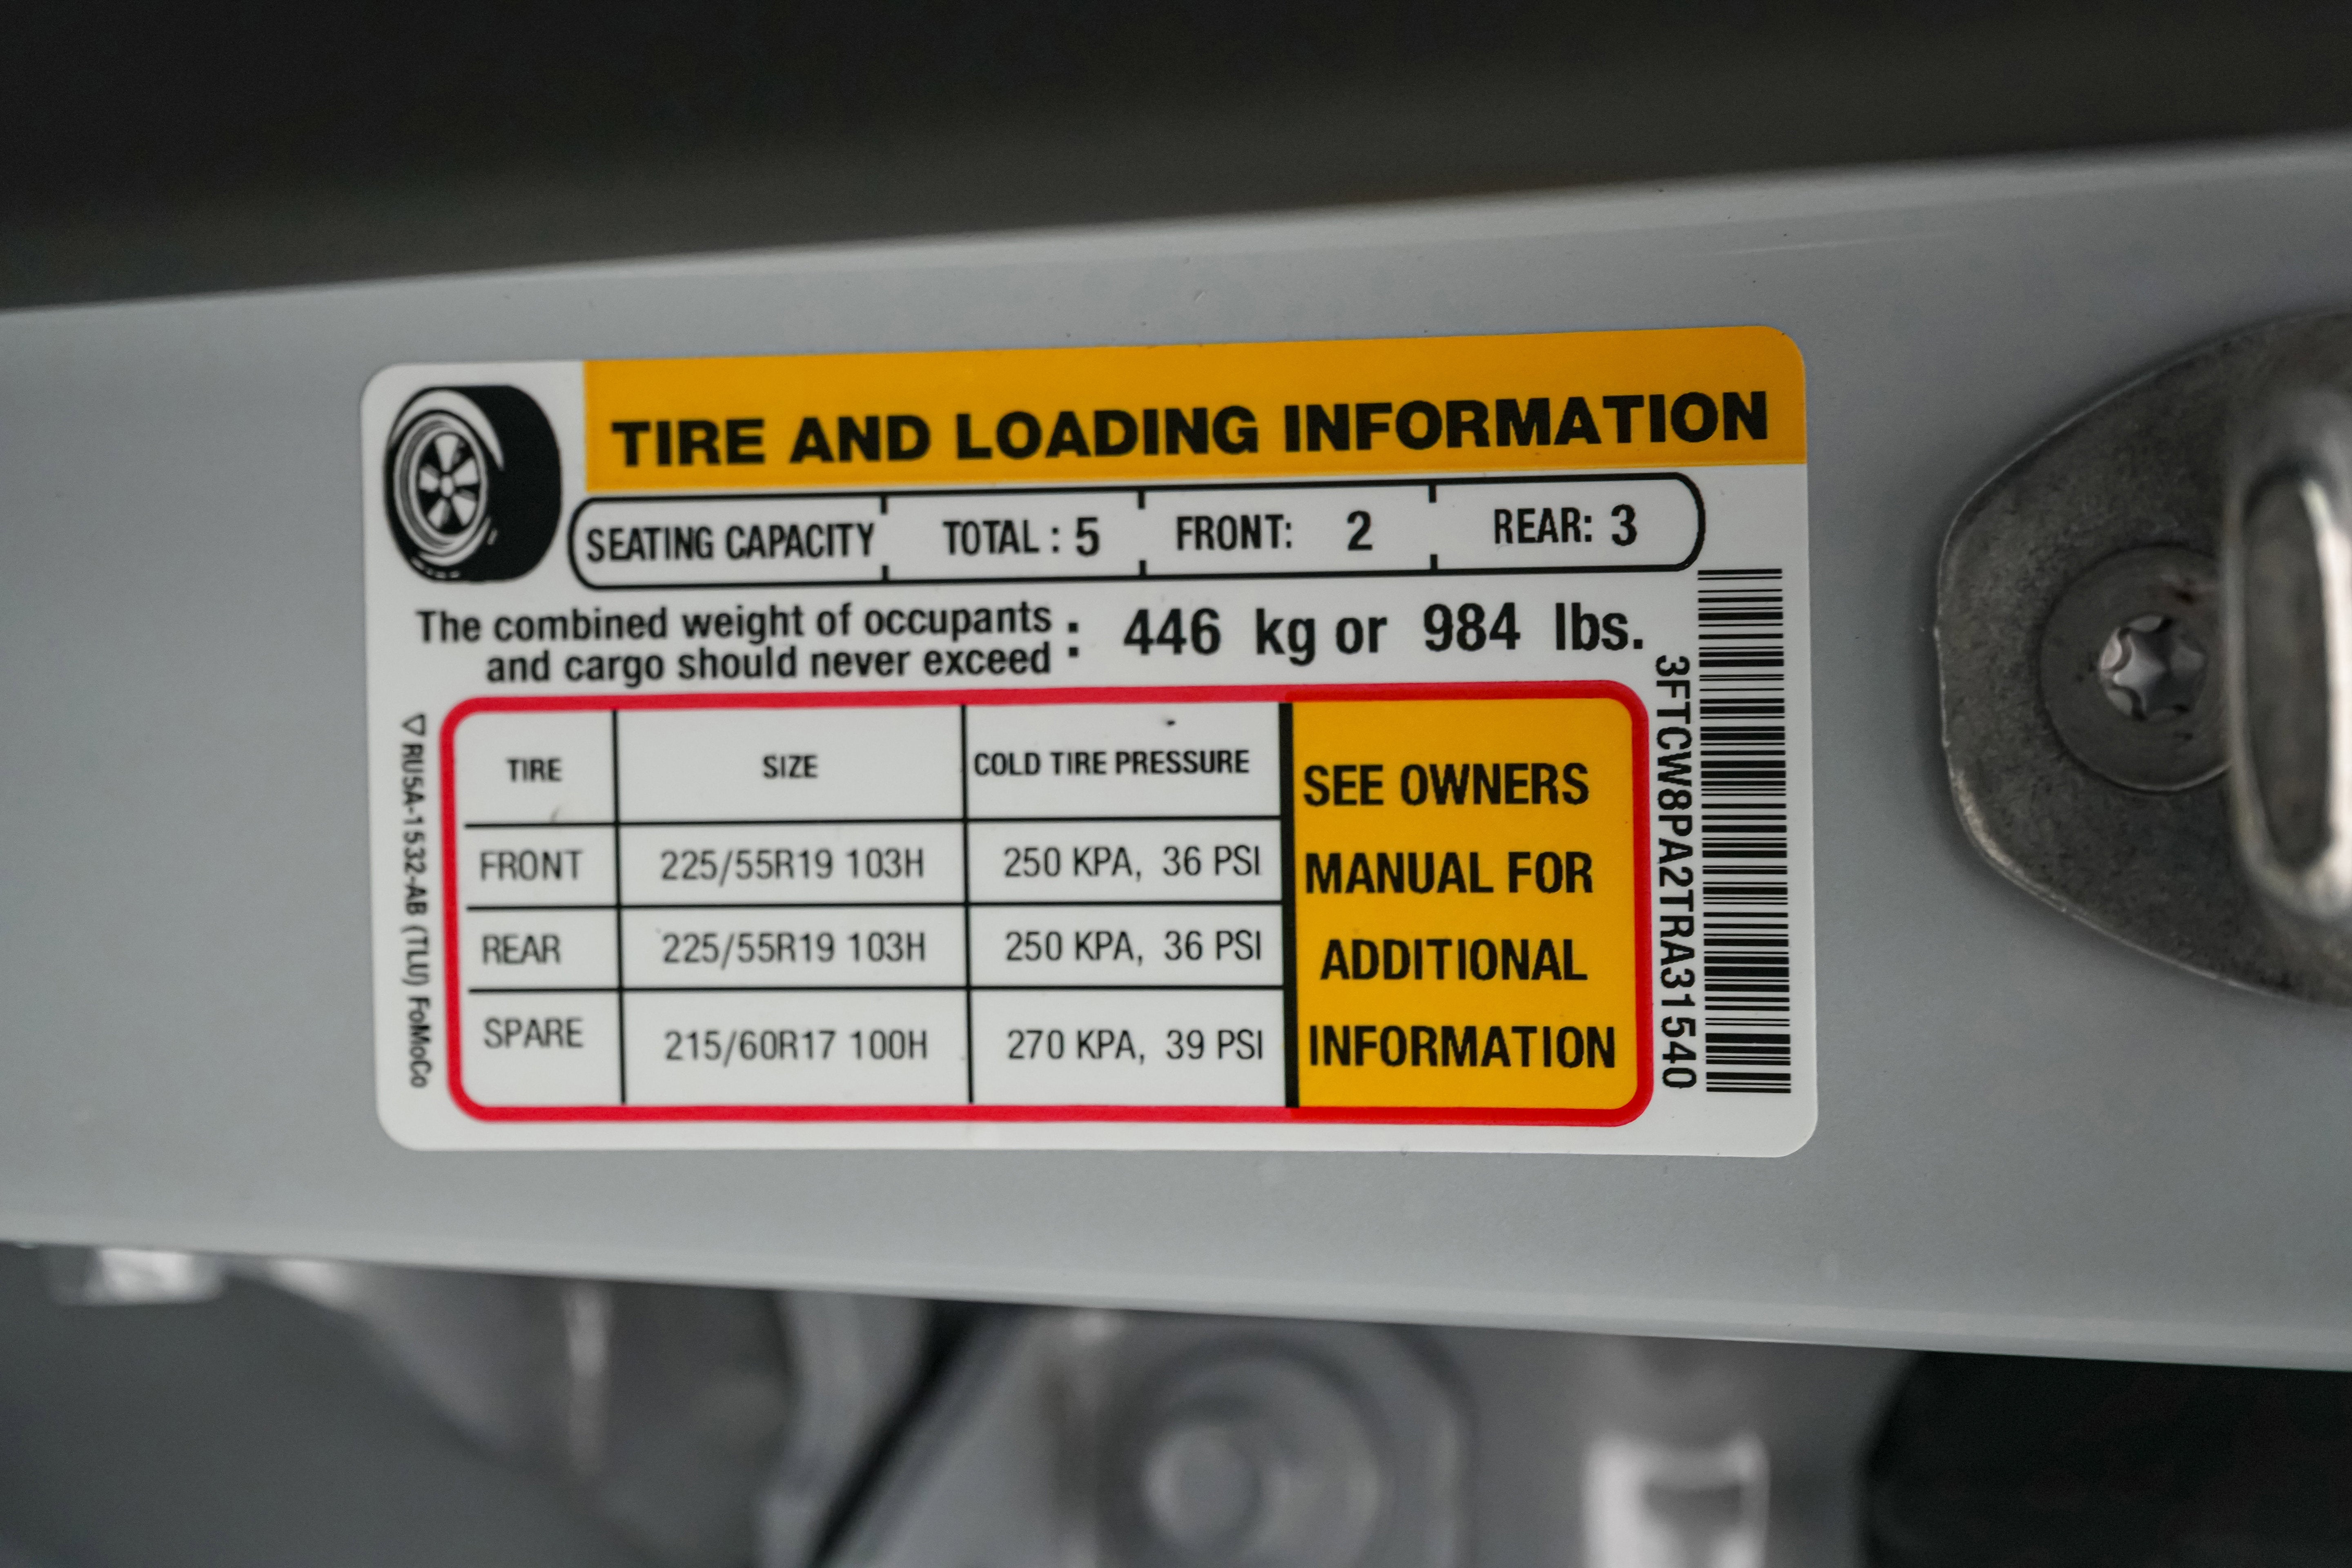 TIRE AND LOADING INFORMATION
SEATING CAPACITY TOTAL : 5 FRONT: 2 REAR: 3
The combined weight of occupants
and cargo should never exceed : 446 kg or 984 lbs.
TIRE SIZE COLD TIRE PRESSURE
FRONT 225/55R19 103H 250 KPA, 36 PSI
REAR 225/55R19 103H 250 KPA, 36 PSI
SPARE 215/60R17 100H 270 KPA, 39 PSI
SEE OWNERS
MANUAL FOR
ADDITIONAL
INFORMATION
3FTCW8PA2TRA31540
RU5A-1532-AB (TLU) FoMoCo